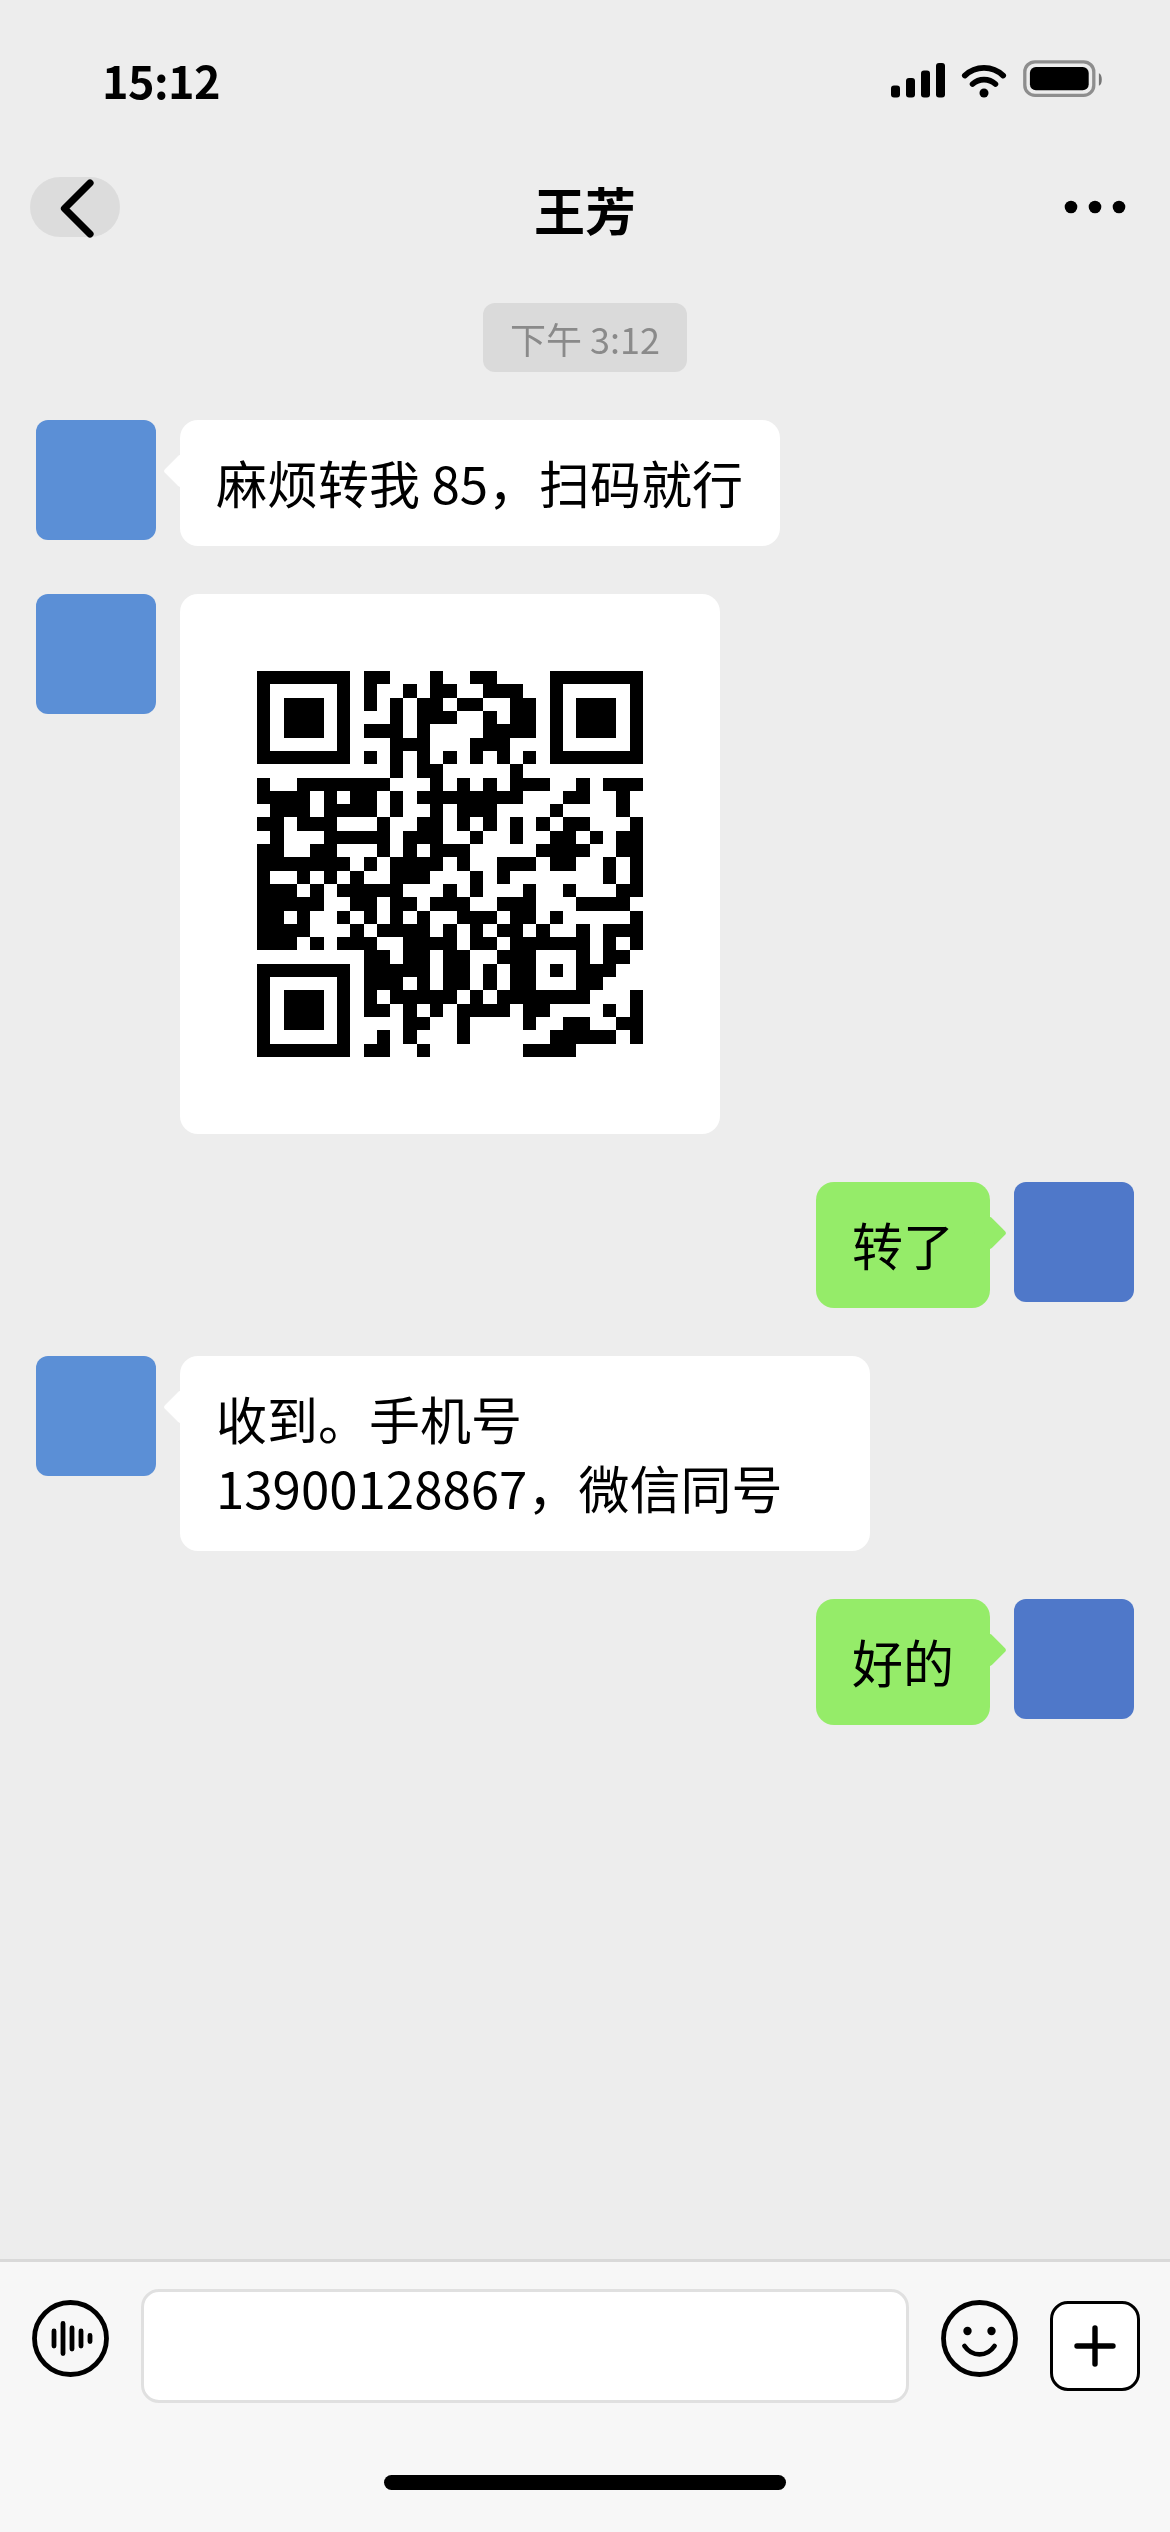 15:12
王芳
下午 3:12
麻烦转我 85，扫码就行
转了
收到。手机号
13900128867，微信同号
好的